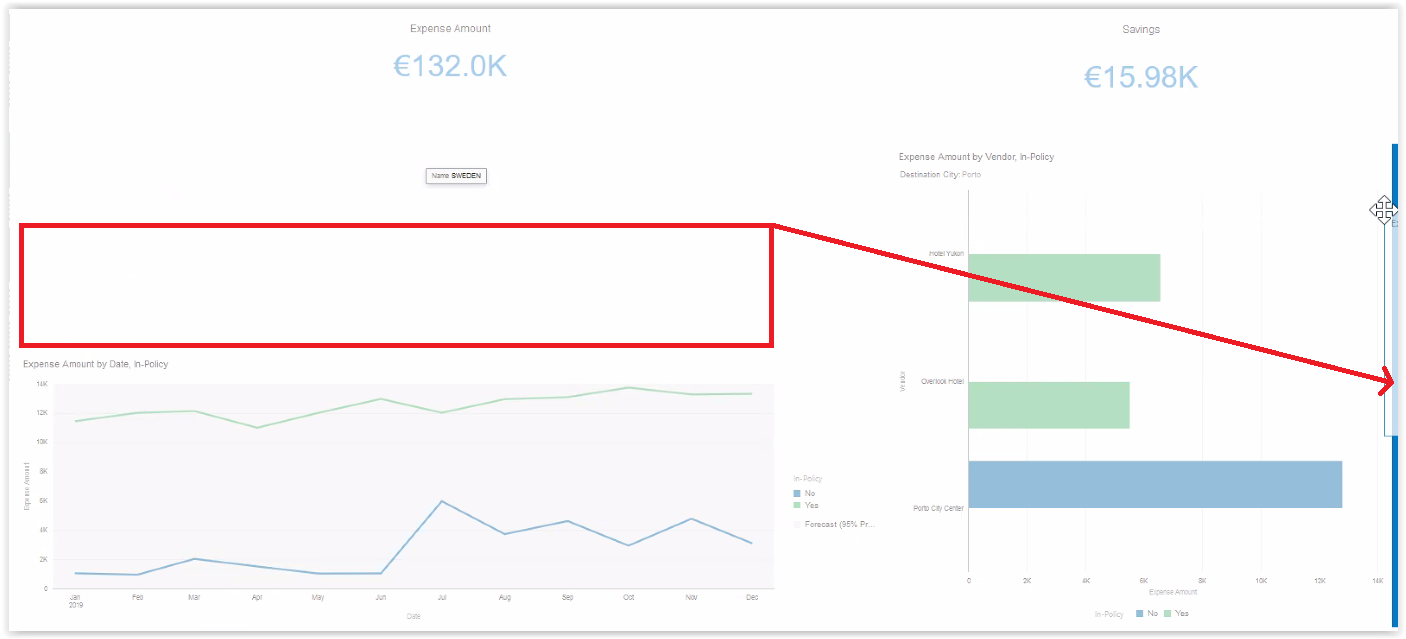 Expense Amount
€132.0K
Savings
€15.98K
Name SWEDEN
Expense Amount by Vendor, In-Policy
Destination City: Porto
Vendor
Hotel Yukon
Overlook Hotel
Porto City Center
0 2K 4K 6K 8K 10K 12K 14K
Expense Amount
In-Policy No Yes
Expense Amount by Date, In-Policy
Expense Amount
14K
12K
10K
8K
6K
4K
2K
0
Jan Feb Mar Apr May Jun Jul Aug Sep Oct Nov Dec
2019
Date
In-Policy
No
Yes
Forecast (95% Pr...